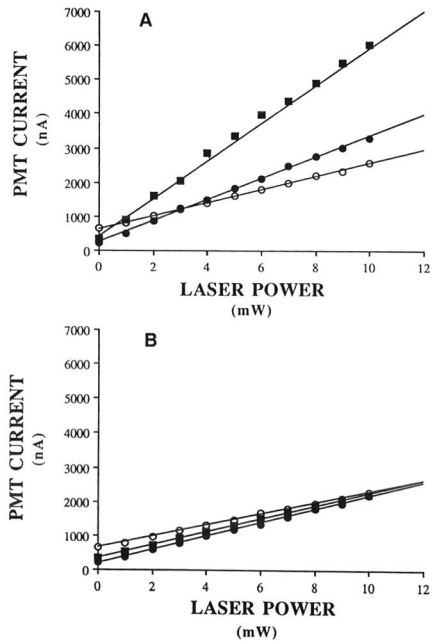 A
7000
6000
5000
4000
3000
2000
1000
0
PMT CURRENT
(nA)
0 2 4 6 8 10 12
LASER POWER
(mW)
B
7000
6000
5000
4000
3000
2000
1000
0
PMT CURRENT
(nA)
0 2 4 6 8 10 12
LASER POWER
(mW)